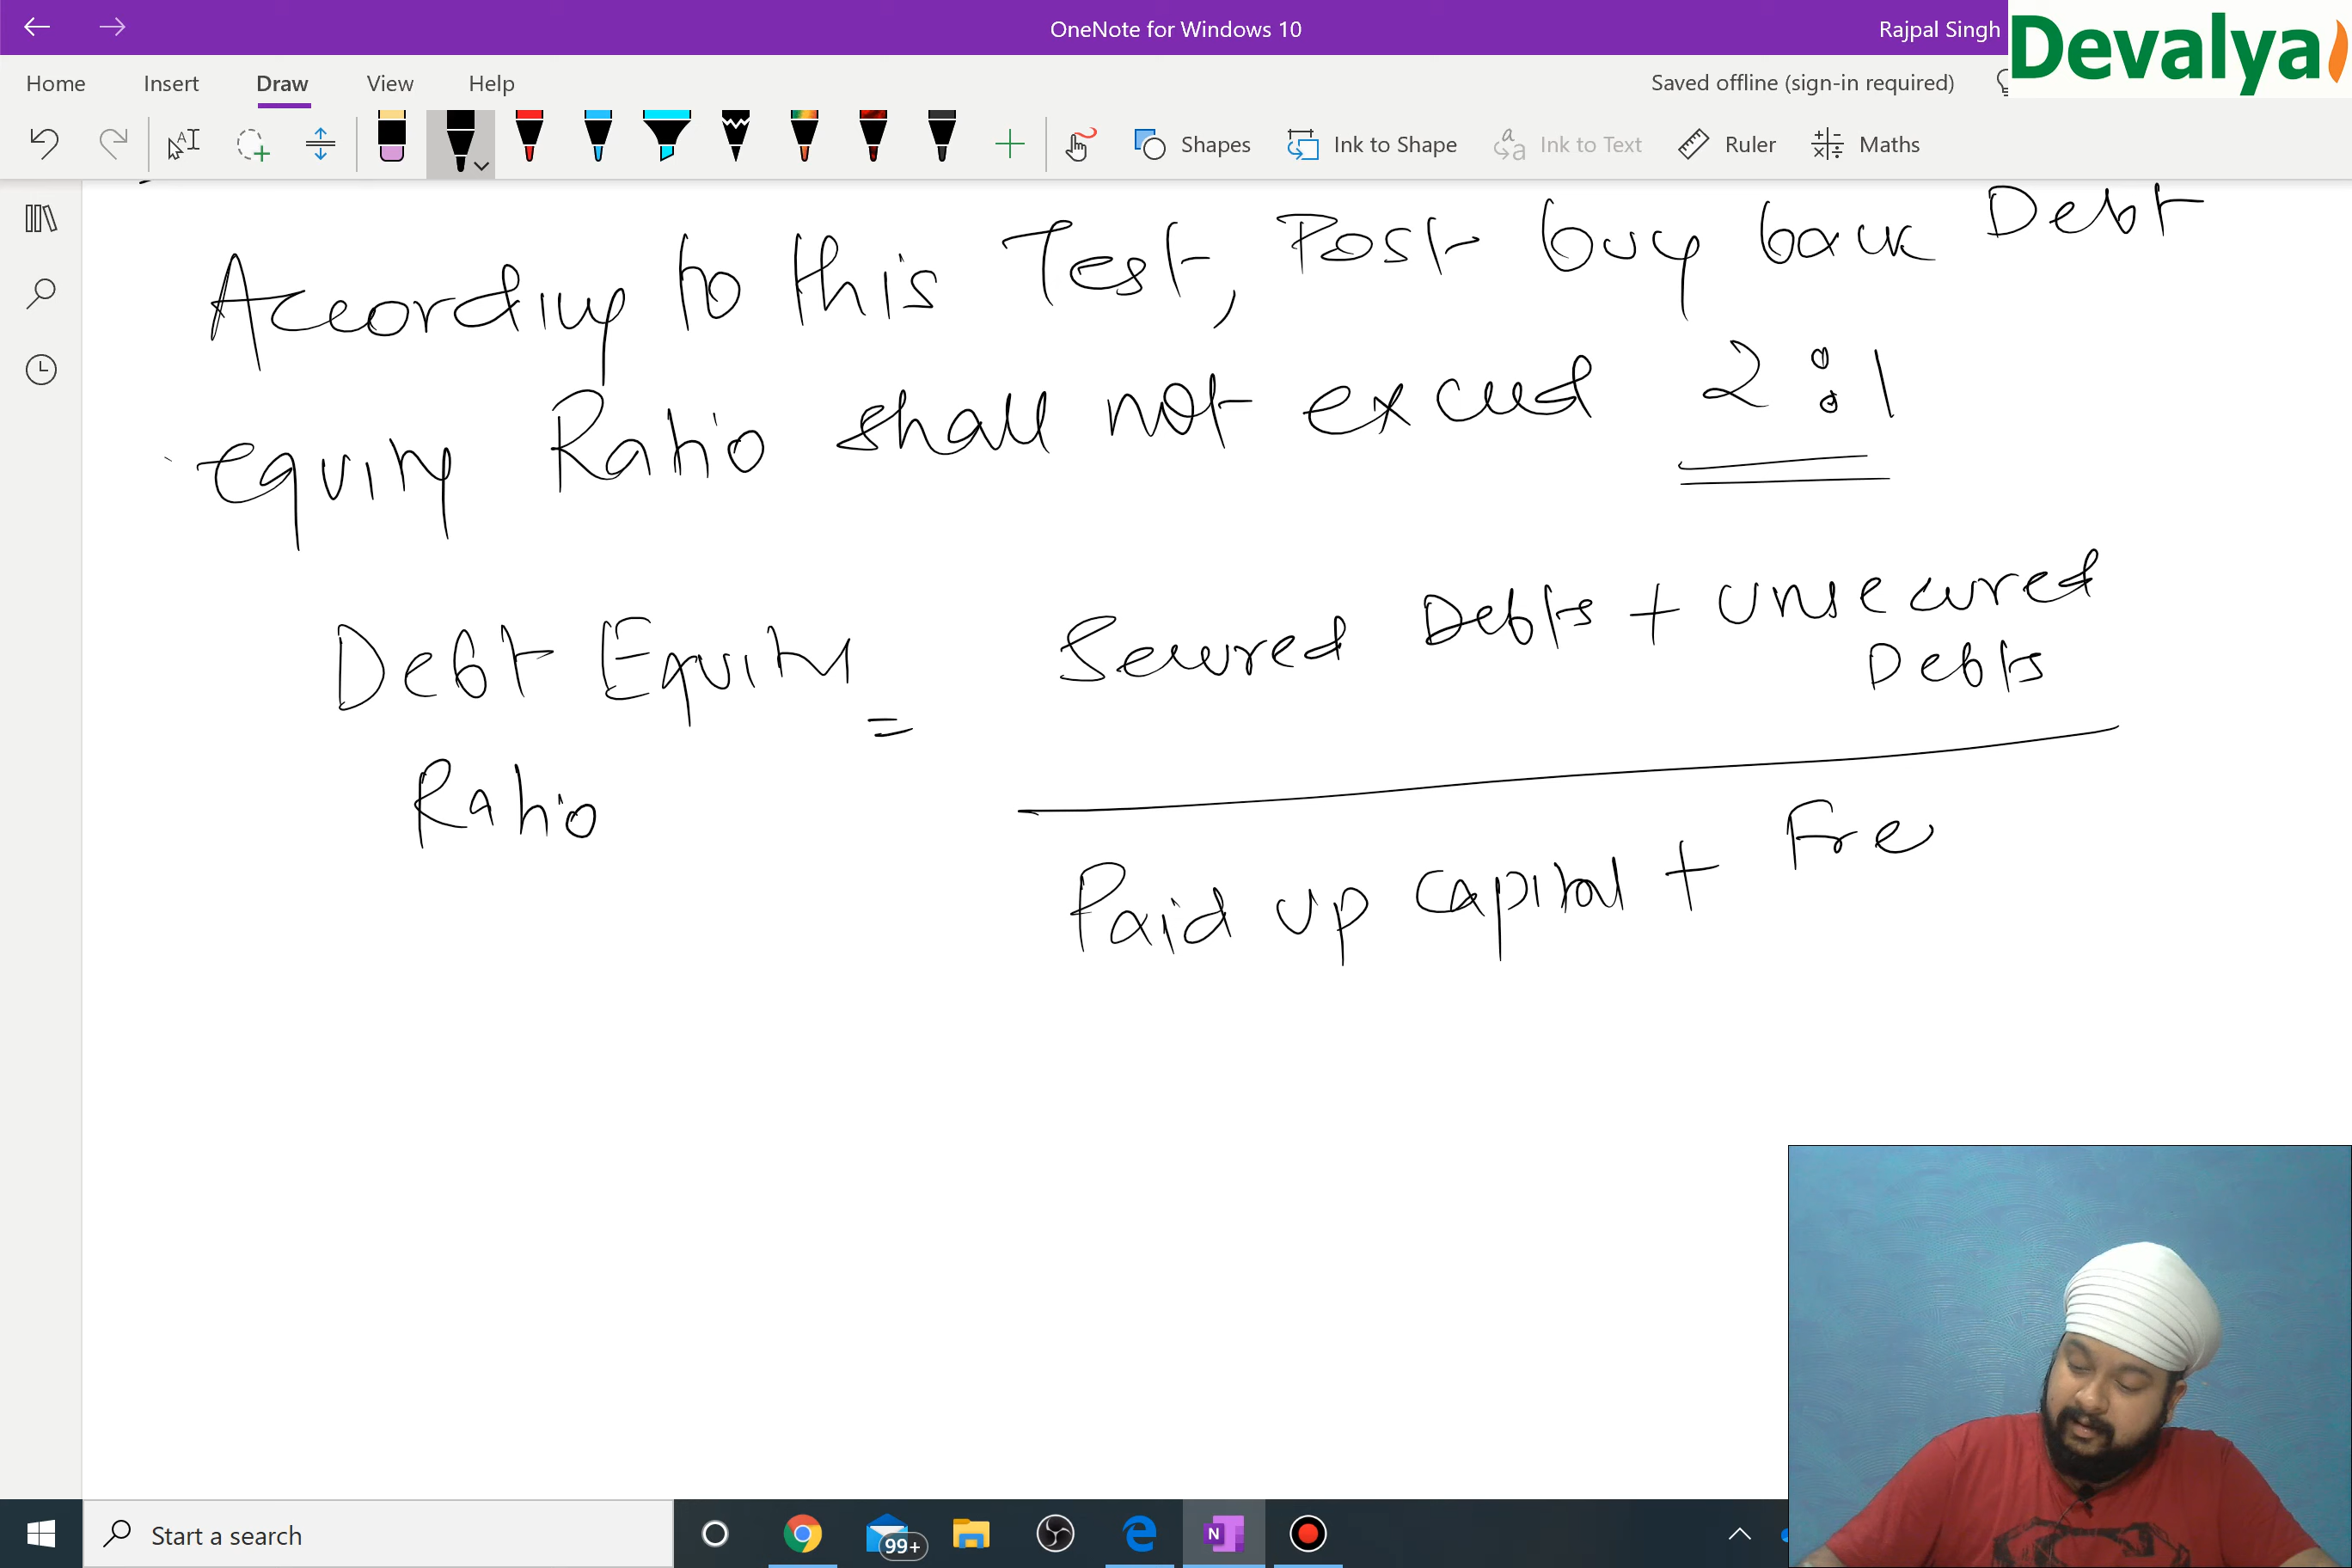 OneNote for Windows 10
Rajpal Singh
Devalya
Home Insert Draw View Help
Saved offline (sign-in required)
Shapes Ink to Shape Ink to Text Ruler Maths
According to this Test, Post buy back Debt
equity Ratio shall not exceed 2:1
Debt Equity = Secured Debts + unsecured
Debts
Ratio
Paid up capital + Fre
Start a search
99+